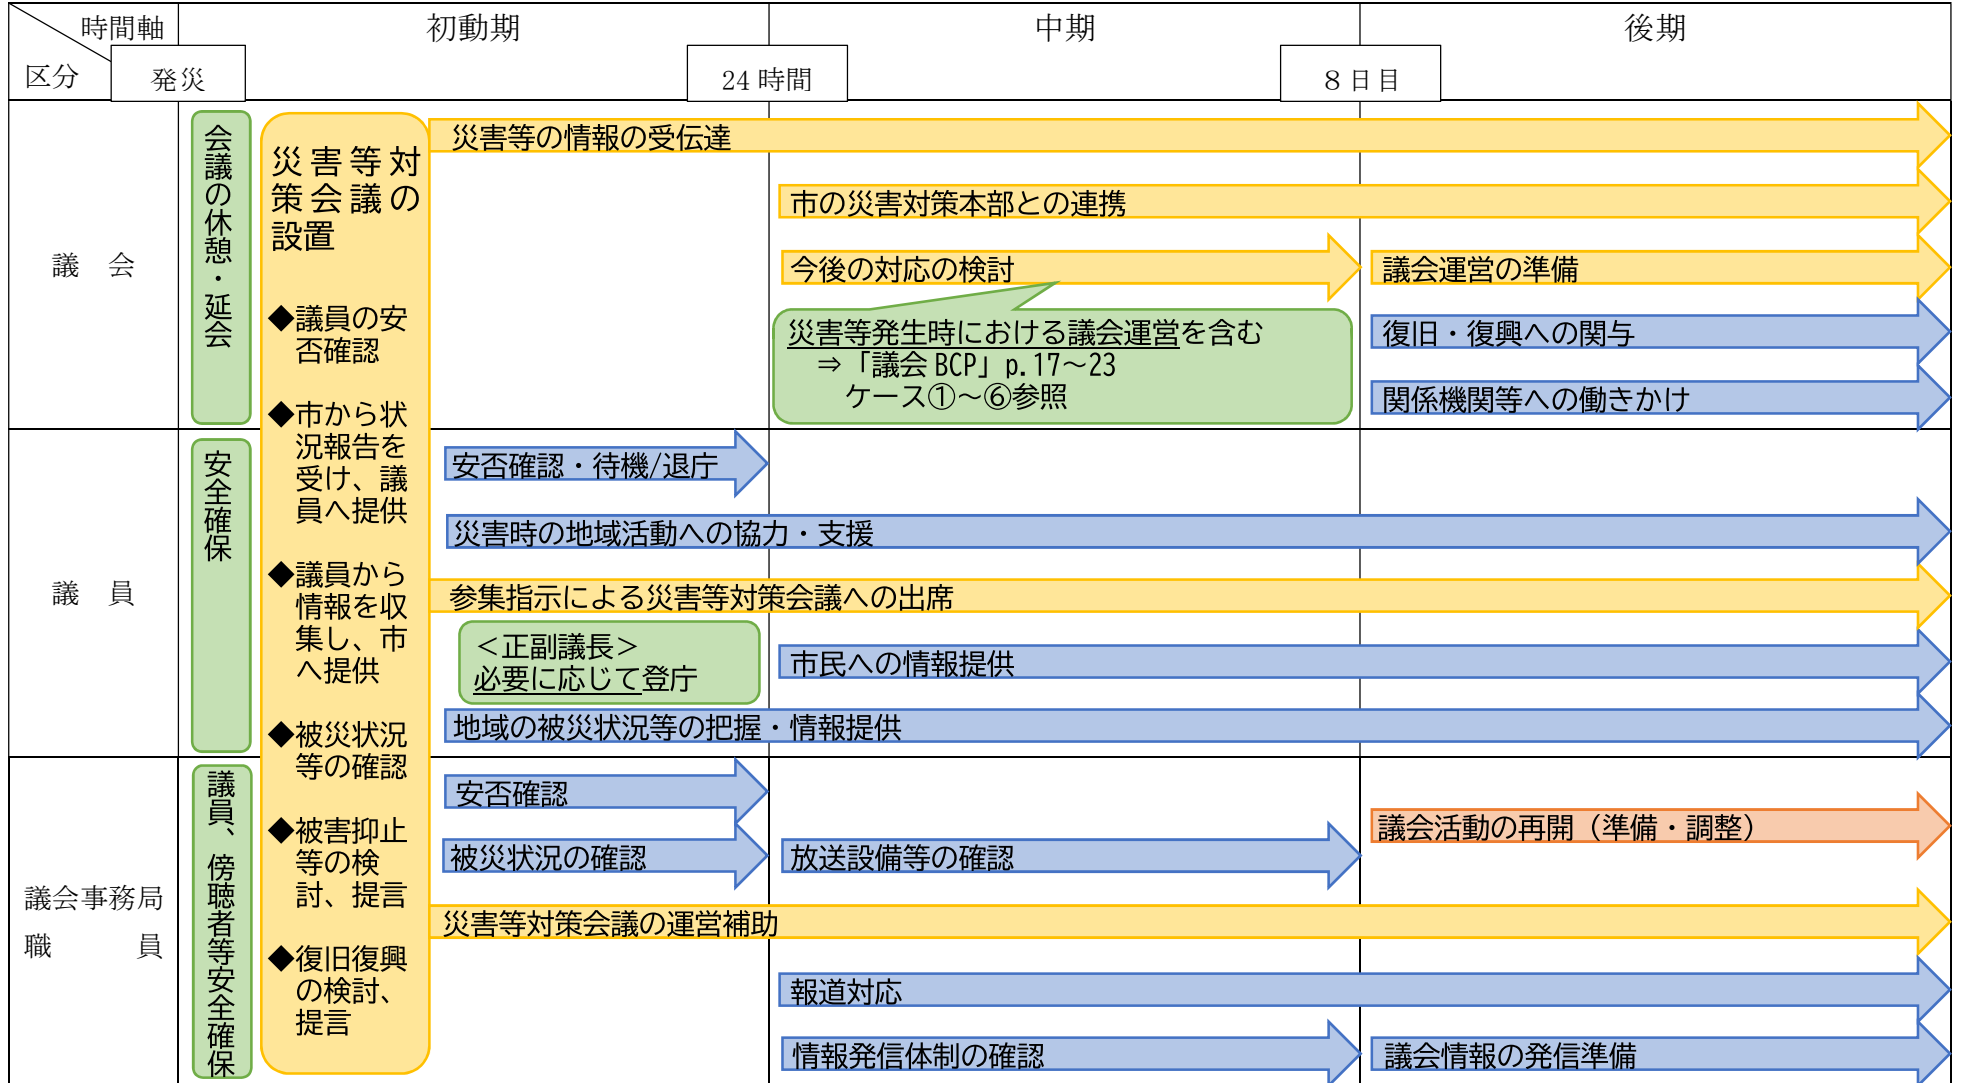 時間軸
区分
初動期
中期
後期
発災
24 時間
８日目
議　会
会議の休憩・延会
災害等対
策会議の
設置
◆議員の安
否確認
◆市から状
況報告を
受け、議
員へ提供
◆議員から
情報を収
集し、市
へ提供
◆被災状況
等の確認
◆被害抑止
等の検
討、提言
◆復旧復興
の検討、
提言
災害等の情報の受伝達
市の災害対策本部との連携
今後の対応の検討
議会運営の準備
災害等発生時における議会運営を含む
⇒「議会 BCP」p.17～23
ケース①～⑥参照
復旧・復興への関与
関係機関等への働きかけ
議　員
安全確保
安否確認・待機/退庁
災害時の地域活動への協力・支援
参集指示による災害等対策会議への出席
＜正副議長＞
必要に応じて登庁
市民への情報提供
地域の被災状況等の把握・情報提供
議会事務局
職　　　員
議員、傍聴者等安全確保
安否確認
議会活動の再開（準備・調整）
被災状況の確認
放送設備等の確認
災害等対策会議の運営補助
報道対応
情報発信体制の確認
議会情報の発信準備